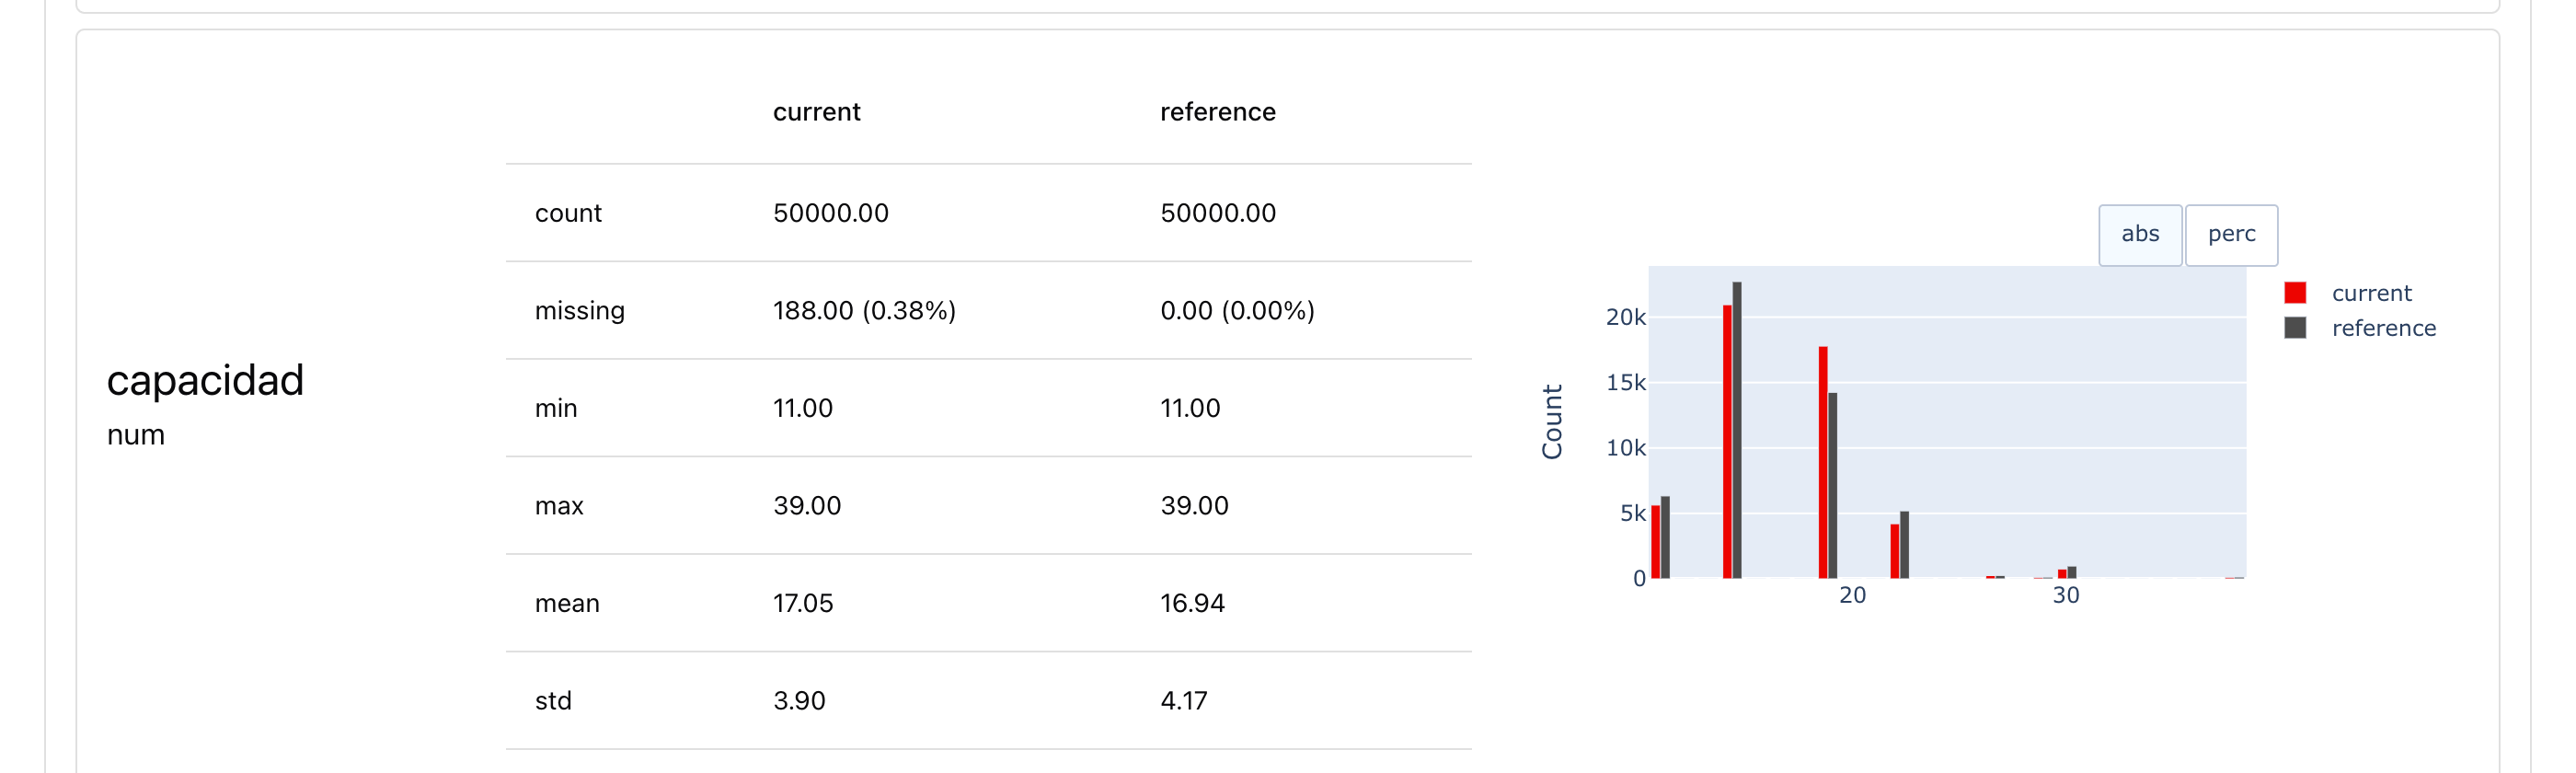 capacidad
num
current reference
count 50000.00 50000.00
missing 188.00 (0.38%) 0.00 (0.00%)
min 11.00 11.00
max 39.00 39.00
mean 17.05 16.94
std 3.90 4.17
abs perc
current
reference
Count
20k
15k
10k
5k
0
20 30